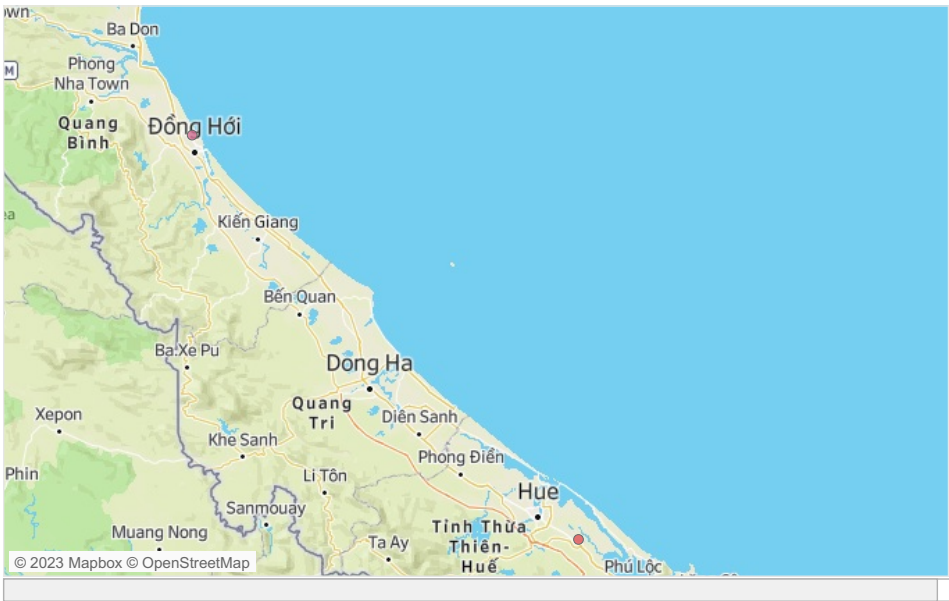 Ba Don
Phong
Nha Town
M
Quang
Bình
Đồng Hới
Kiến Giang
Bến Quan
Ba Xe Pu
Dong Ha
Quang
Tri
Xepon
Diên Sanh
Khe Sanh
Phong Điền
Phin
Li Tôn
Hue
Sanmouay
Tỉnh Thừa
Thiên-
Huế
Muang Nong
Ta Ay
Phú Lộc
© 2023 Mapbox © OpenStreetMap